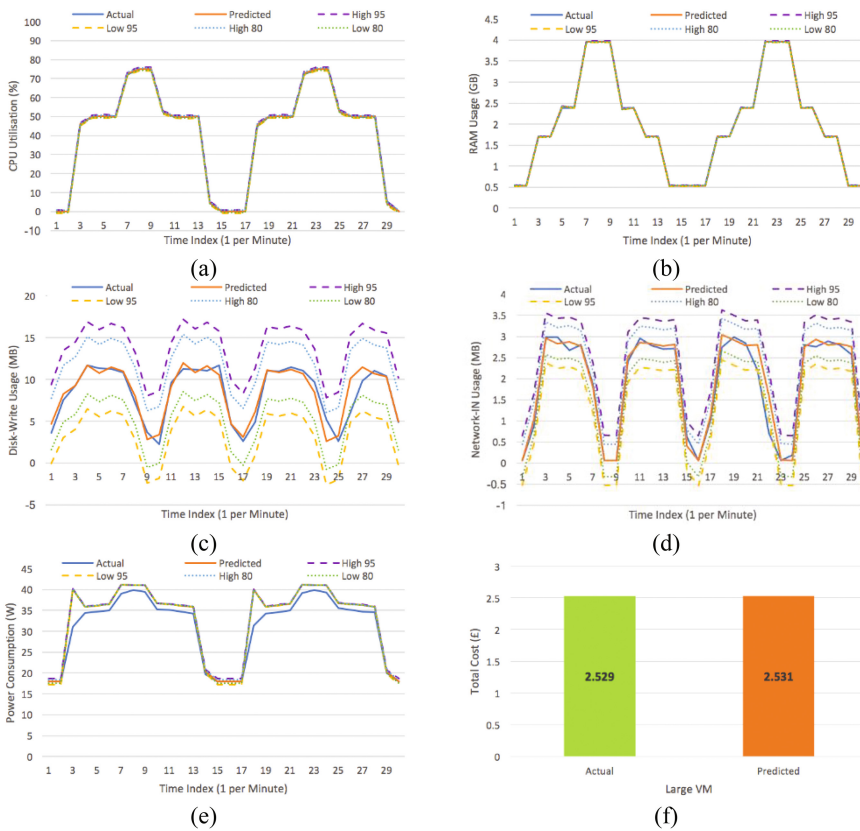 Actual Predicted High 95
Low 95 High 80 Low 80
100
90
80
70
60
50
40
30
20
10
0
-10
CPU Utilisation (%)
1 3 5 7 9 11 13 15 17 19 21 23 25 27 29
Time Index (1 per Minute)
(a)
Actual Predicted High 95
Low 95 High 80 Low 80
4.5
4
3.5
3
2.5
2
1.5
1
0.5
0
RAM Usage (GB)
1 3 5 7 9 11 13 15 17 19 21 23 25 27 29
Time Index (1 per Minute)
(b)
Actual Predicted High 95
Low 95 High 80 Low 80
20
15
10
5
0
-5
Disk-Write Usage (MB)
1 3 5 7 9 11 13 15 17 19 21 23 25 27 29
Time Index (1 per Minute)
(c)
Actual Predicted High 95
Low 95 High 80 Low 80
4
3.5
3
2.5
2
1.5
1
0.5
0
-0.5
-1
Network-IN Usage (MB)
1 3 5 7 9 11 13 15 17 19 21 23 25 27 29
Time Index (1 per Minute)
(d)
Actual Predicted High 95
Low 95 High 80 Low 80
45
40
35
30
25
20
15
10
5
0
Power Consumption (W)
1 3 5 7 9 11 13 15 17 19 21 23 25 27 29
Time Index (1 per Minute)
(e)
3
2.5
2
1.5
1
0.5
0
Total Cost (£)
2.529
2.531
Actual Predicted
Large VM
(f)